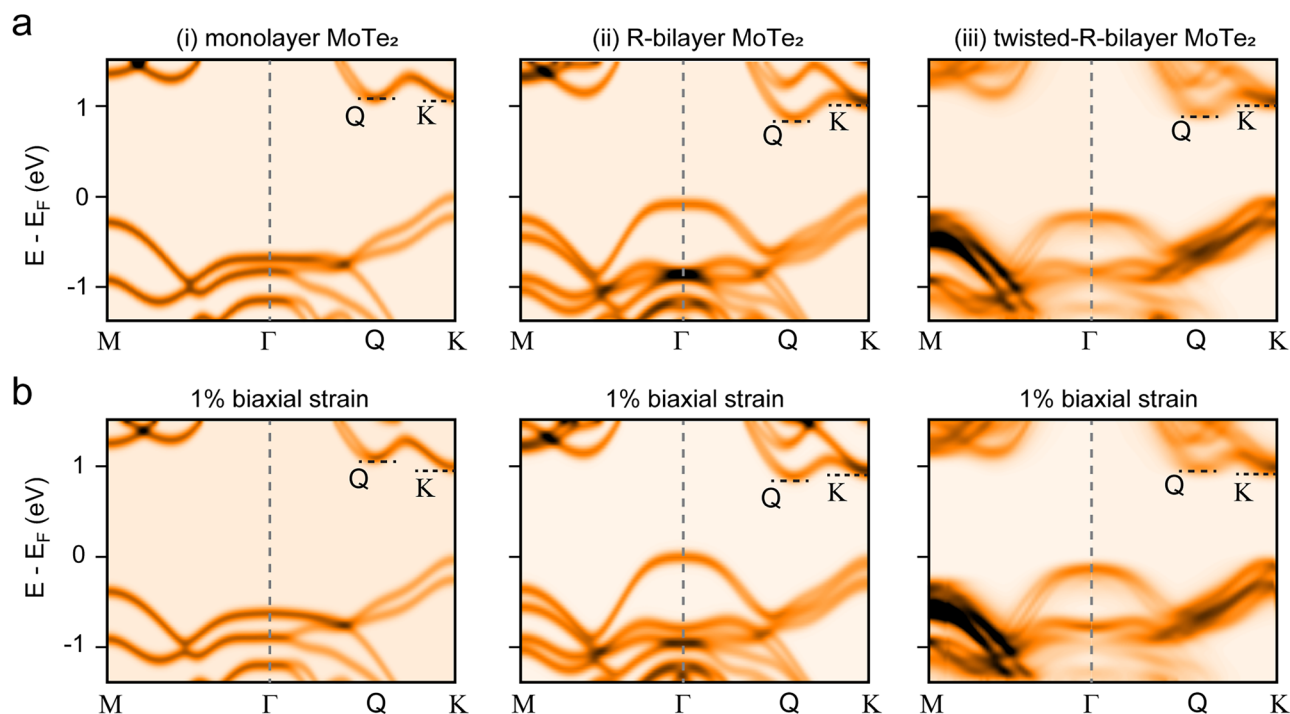 a
(i) monolayer MoTe₂
(ii) R-bilayer MoTe₂
(iii) twisted-R-bilayer MoTe₂
E - E_F (eV)
1
0
-1
Q
K
Q
K
Q
K
M
Γ
Q
K
M
Γ
Q
K
M
Γ
Q
K
b
1% biaxial strain
1% biaxial strain
1% biaxial strain
E - E_F (eV)
1
0
-1
Q
K
Q
K
Q
K
M
Γ
Q
K
M
Γ
Q
K
M
Γ
Q
K